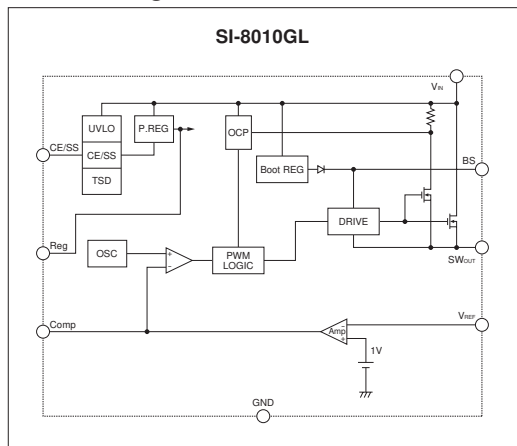 SI-8010GL
VIN
UVLO
P.REG
OCP
CE/SS
CE/SS
TSD
Boot REG
BS
DRIVE
Reg
OSC
+
-
PWM
LOGIC
SWOUT
Comp
Amp
-
+
VREF
1V
GND